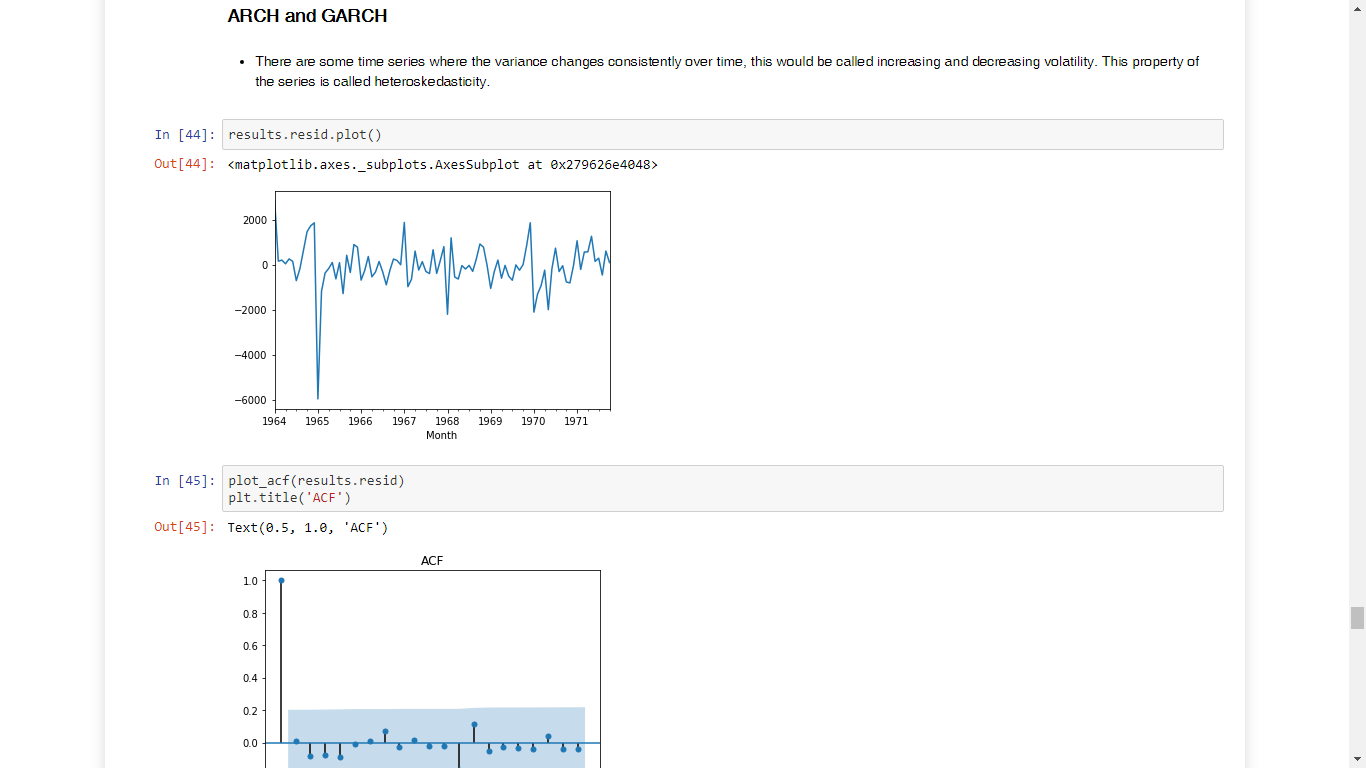 ARCH and GARCH
• There are some time series where the variance changes consistently over time, this would be called increasing and decreasing volatility. This property of
the series is called heteroskedasticity.
In [44]: results.resid.plot()
Out[44]: <matplotlib.axes._subplots.AxesSubplot at 0x279626e4048>
2000
0
−2000
−4000
−6000
1964 1965 1966 1967 1968 1969 1970 1971
Month
In [45]: plot_acf(results.resid)
plt.title('ACF')
Out[45]: Text(0.5, 1.0, 'ACF')
ACF
1.0
0.8
0.6
0.4
0.2
0.0